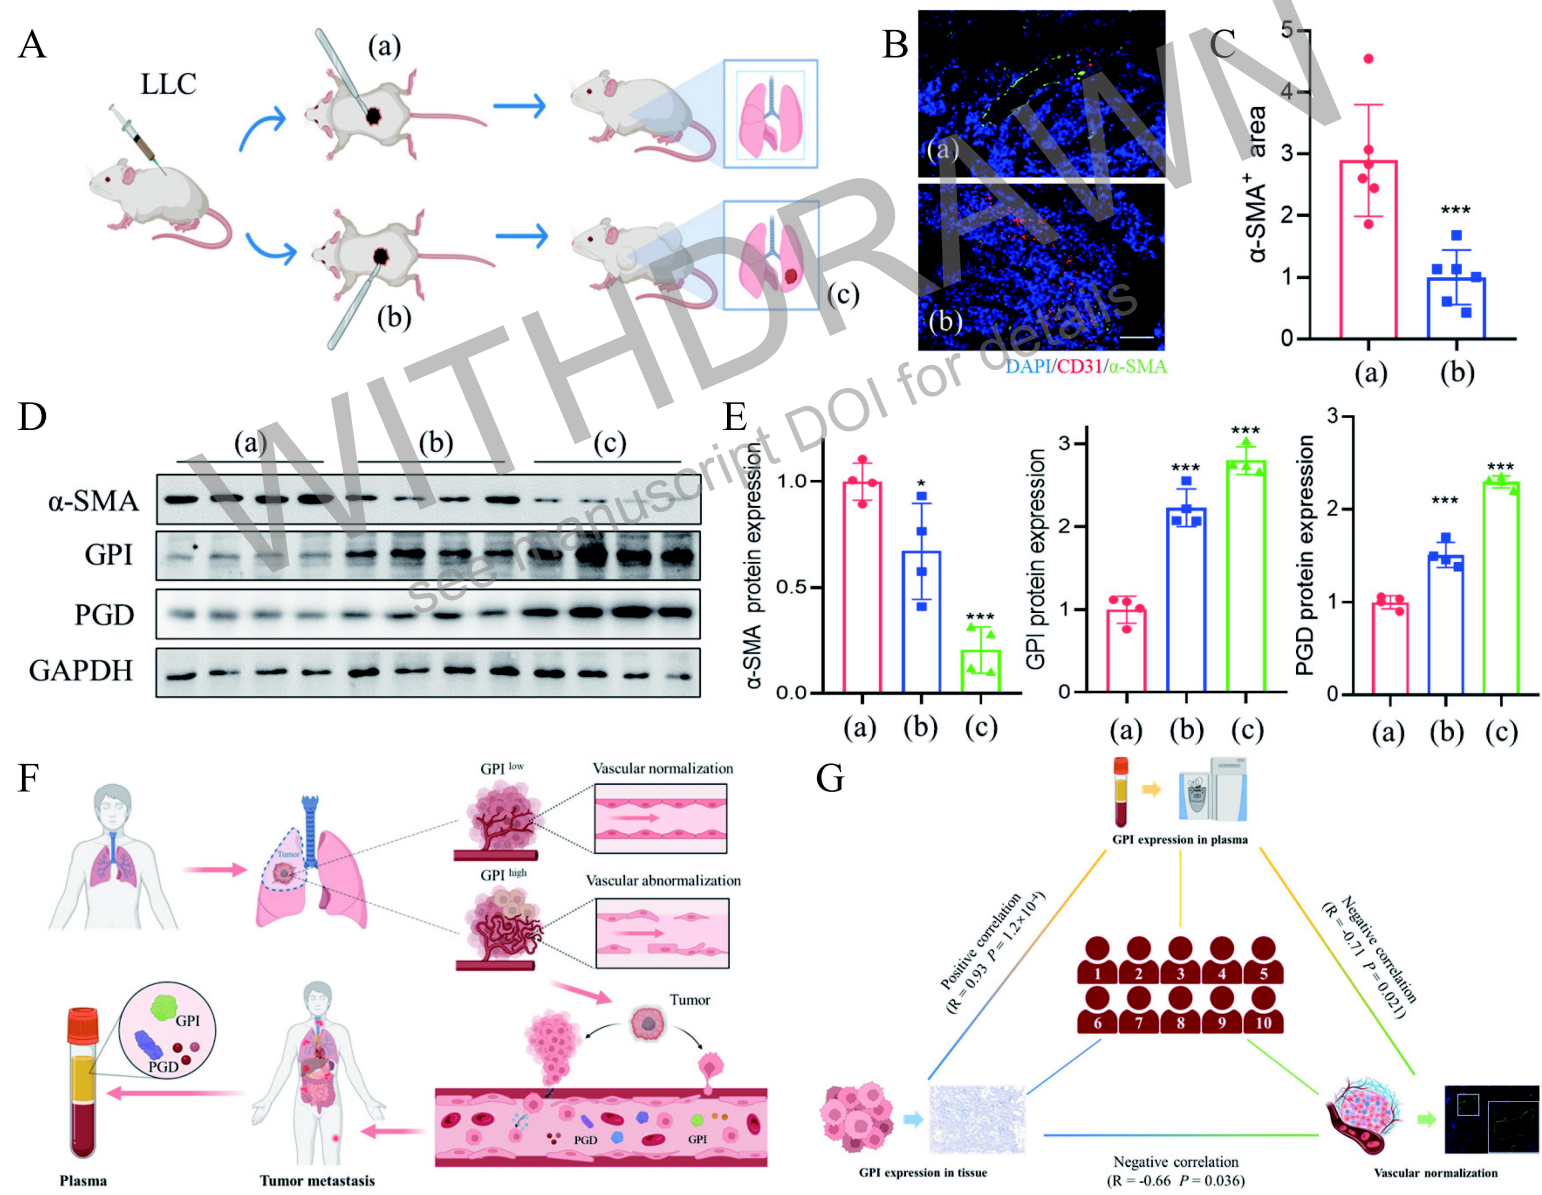 A
LLC
(a)
(b)
(c)
B
(a)
(b)
DAPI/CD31/α-SMA
C
α-SMA⁺ area
5
4
3
2
1
0
***
(a)
(b)
WITHDRAWN
see manuscript DOI for details
D
(a)
(b)
(c)
α-SMA
GPI
PGD
GAPDH
E
α-SMA protein expression
1.0
0.5
0.0
*
***
(a)
(b)
(c)
GPI protein expression
3
2
1
0
***
***
(a)
(b)
(c)
PGD protein expression
3
2
1
0
***
***
(a)
(b)
(c)
F
Tumor
GPI low
Vascular normalization
GPI high
Vascular abnormalization
Tumor
PGD
GPI
GPI
PGD
Plasma
Tumor metastasis
G
GPI expression in plasma
Positive correlation
(R = 0.93 P = 1.2×10⁻⁴)
Negative correlation
(R = -0.71 P = 0.021)
1
2
3
4
5
6
7
8
9
10
GPI expression in tissue
Negative correlation
(R = -0.66 P = 0.036)
Vascular normalization